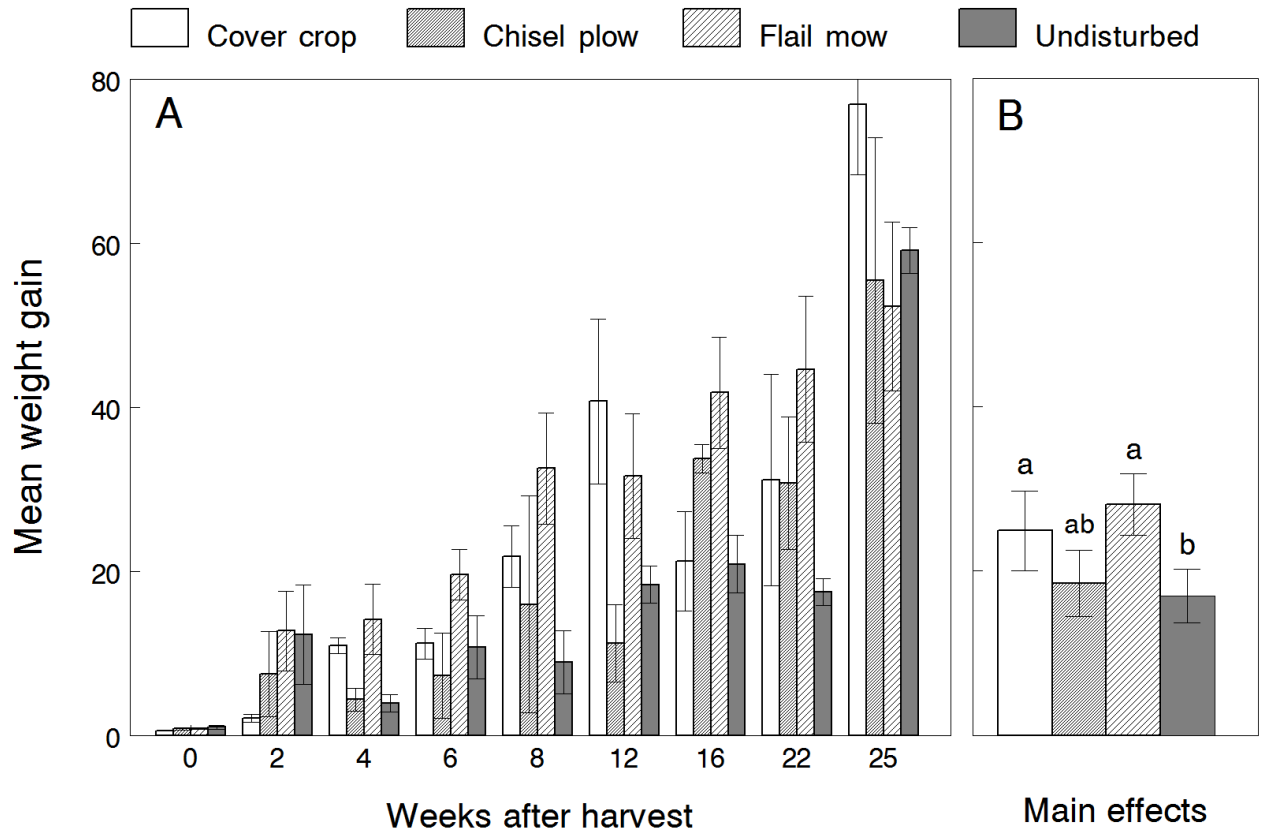 Cover crop Chisel plow Flail mow Undisturbed
A
B
80
60
40
20
0
Mean weight gain
a
ab
a
b
0 2 4 6 8 12 16 22 25
Weeks after harvest
Main effects